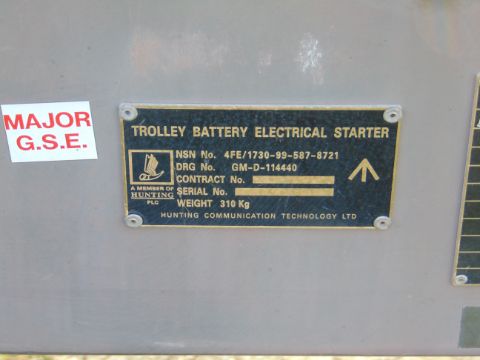 MAJOR
G.S.E.
TROLLEY BATTERY ELECTRICAL STARTER
NSN No. 4FE/1730-99-587-8721
DRG No. GM-D-114440
CONTRACT No.
SERIAL No.
WEIGHT 310 Kg
A MEMBER OF
HUNTING
PLC
HUNTING COMMUNICATION TECHNOLOGY LTD